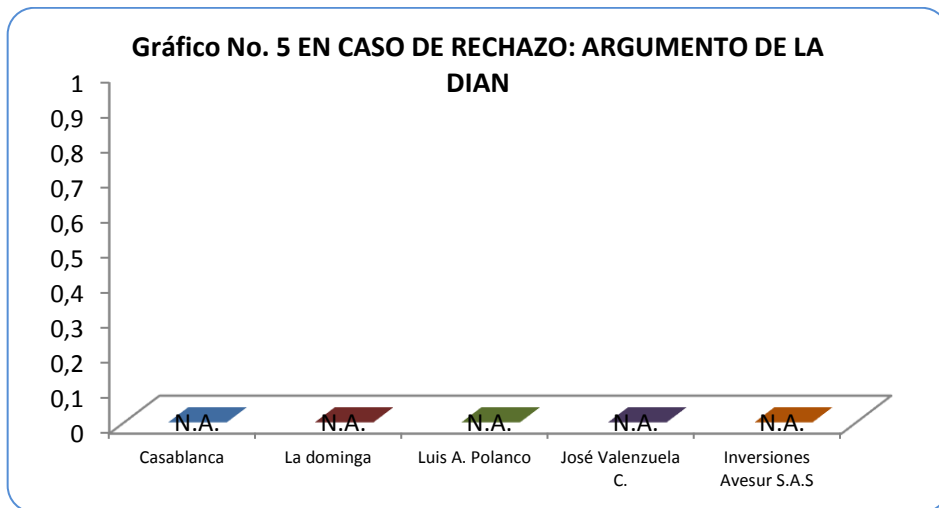 Gráfico No. 5 EN CASO DE RECHAZO: ARGUMENTO DE LA
DIAN
1
0,9
0,8
0,7
0,6
0,5
0,4
0,3
0,2
0,1
0
N.A. N.A. N.A. N.A. N.A.
Casablanca La dominga Luis A. Polanco José Valenzuela Inversiones
C. Avesur S.A.S